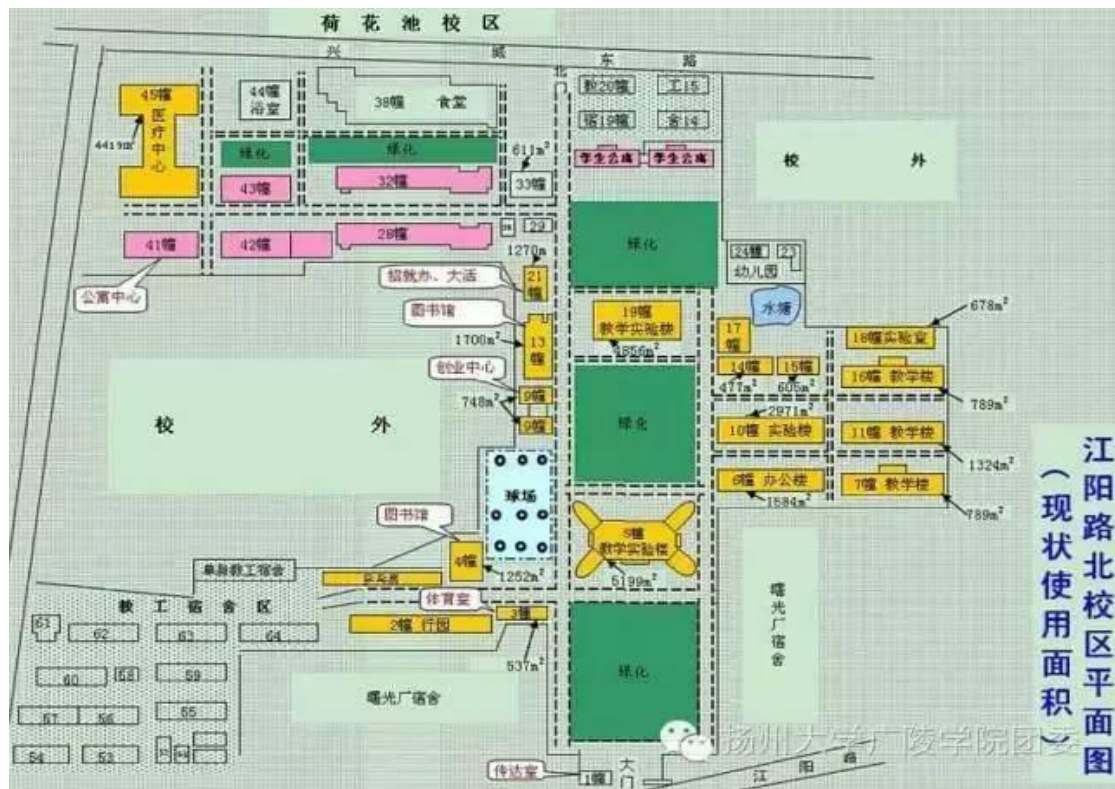 荷花池校区
兴城东路
北门
45幢
医疗中心
4419m²
44幢
浴室
38幢 食堂
教20幢
工15
宿19幢
舍14
校 外
绿化
绿化
611m²
学生公寓
学生公寓
43幢
32幢
33幢
41幢
42幢
28幢
29
1270m
绿化
24幢
23
幼儿园
公寓中心
招就办、大活
21幢
水塘
图书馆
19幢
教学实验楼
4856m²
17幢
678m²
18幢实验室
1700m²
13幢
14幢
15幢
16幢 教学楼
477m²
605m²
创业中心
9幢
748m²
789m²
校 外
绿化
2971m²
9幢
10幢 实验楼
11幢 教学楼
1324m²
球场
6幢 办公楼
7幢 教学楼
1584m²
789m²
图书馆
5幢
教学实验楼
4幢
1252m²
5199m²
单身教工宿舍
体育室
教工宿舍区
3幢
2幢 行园
537m²
61
62
63
64
60
58
59
57
56
55
54
53
曙光厂宿舍
曙光厂宿舍
绿化
传达室
1幢
大门
江阳路
江阳路北校区平面图
（现状使用面积）
扬州大学广陵学院团委